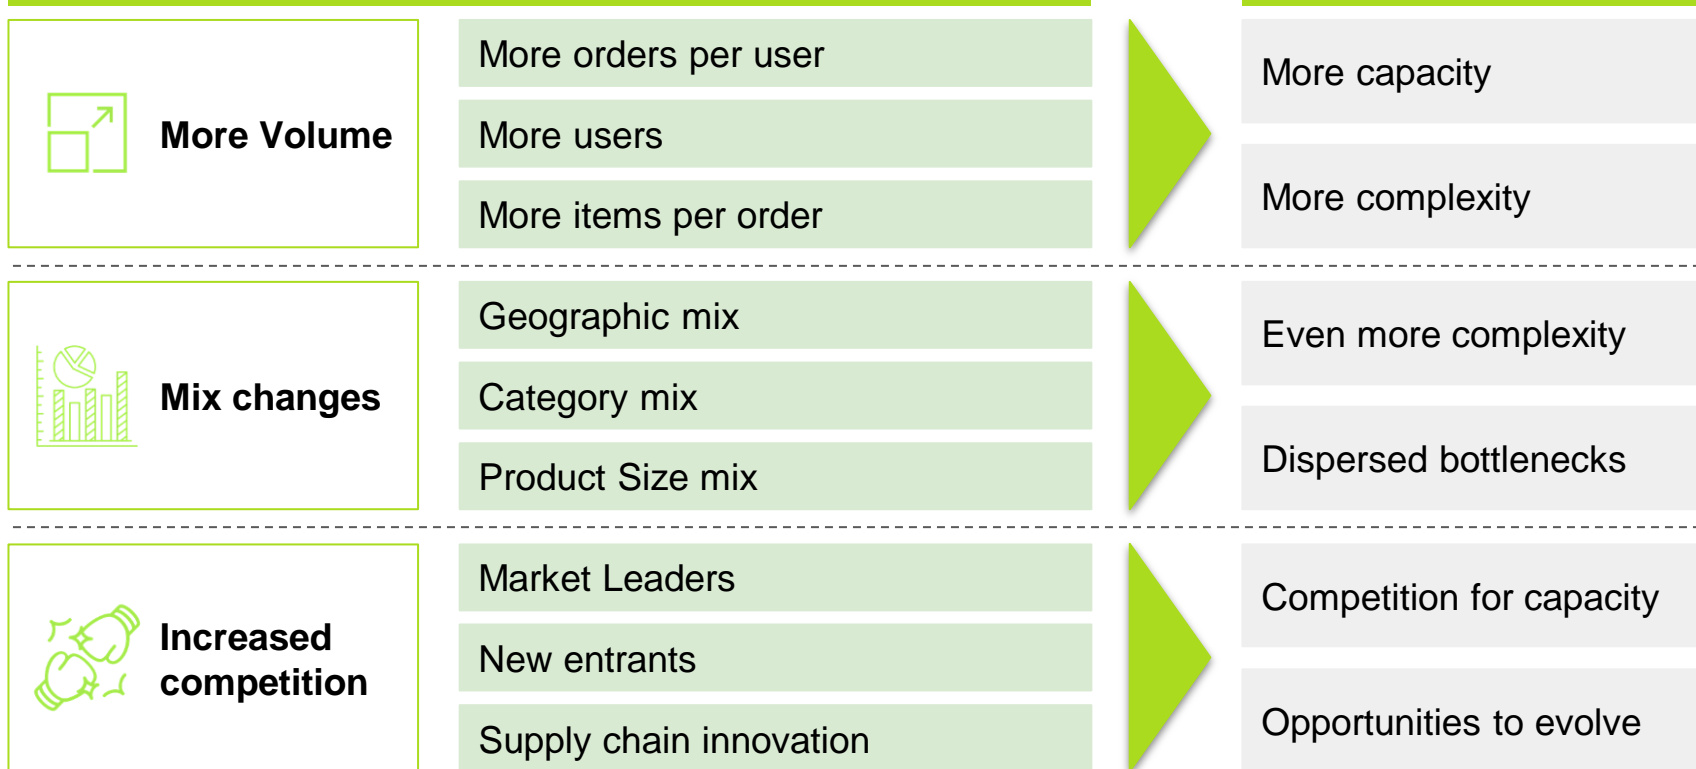 More Volume
More orders per user
More users
More items per order
More capacity
More complexity
Mix changes
Geographic mix
Category mix
Product Size mix
Even more complexity
Dispersed bottlenecks
Increased
competition
Market Leaders
New entrants
Supply chain innovation
Competition for capacity
Opportunities to evolve